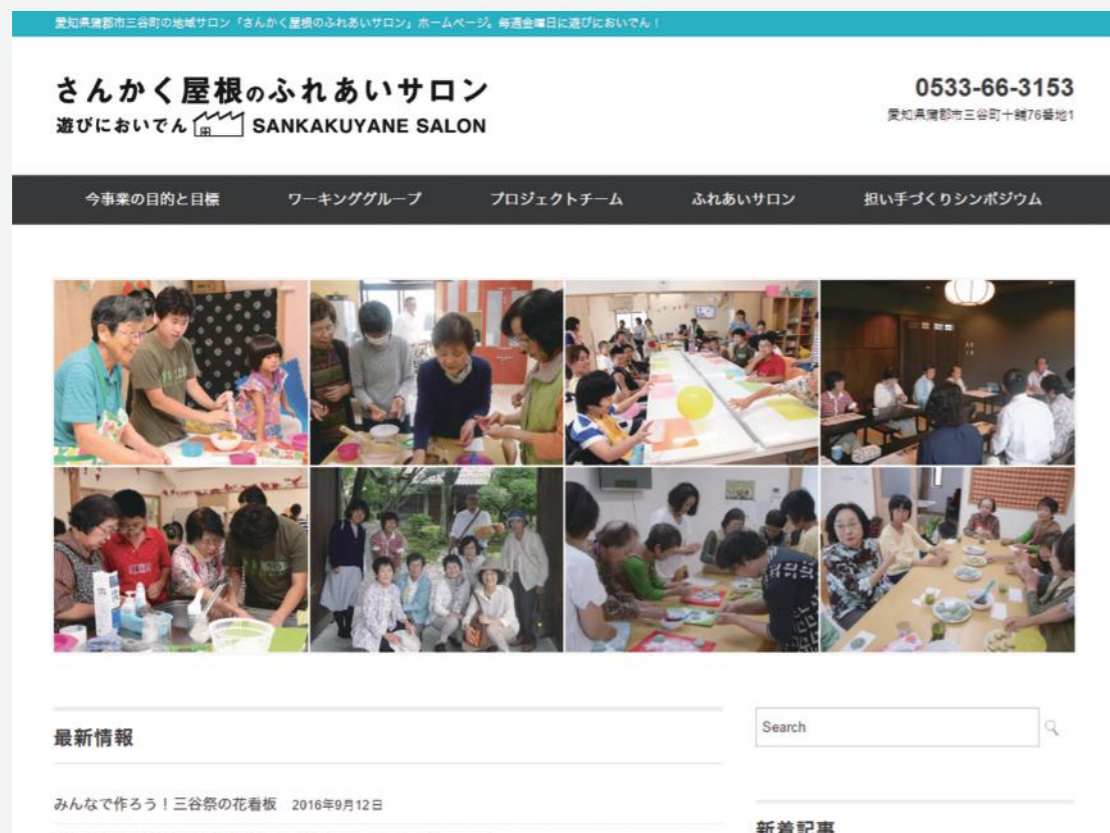 愛知県蒲郡市三谷町の地域サロン「さんかく屋根のふれあいサロン」ホームページ。毎週金曜日に遊びにおいでん！
さんかく屋根のふれあいサロン
遊びにおいでん SANKAKUYANE SALON
0533-66-3153
愛知県蒲郡市三谷町十舗76番地1
今事業の目的と目標 ワーキンググループ プロジェクトチーム ふれあいサロン 担い手づくりシンポジウム
最新情報
Search
みんなで作ろう！三谷祭の花看板 2016年9月12日
新着記事